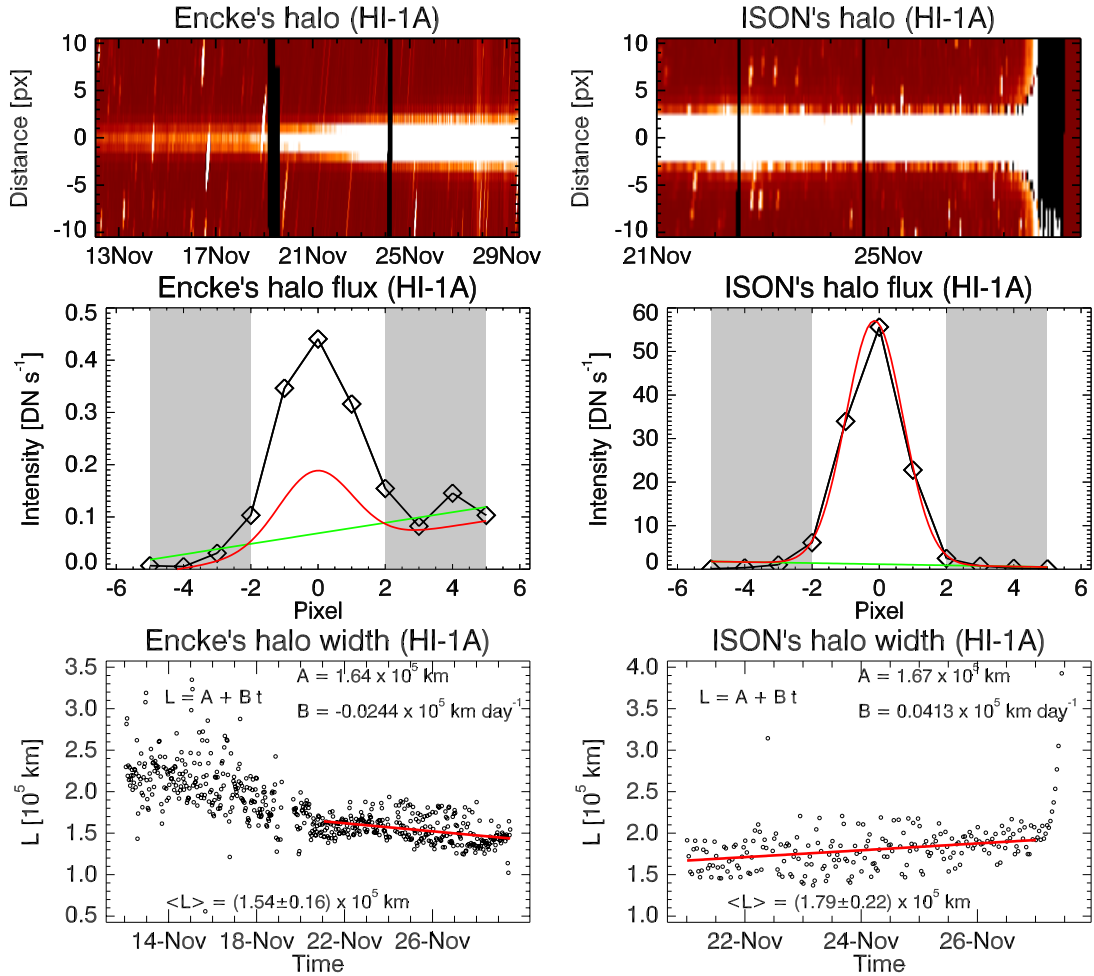 Encke's halo (HI-1A)
Distance [px]
10
5
0
-5
-10
13Nov 17Nov 21Nov 25Nov 29Nov
ISON's halo (HI-1A)
Distance [px]
10
5
0
-5
-10
21Nov 25Nov
Encke's halo flux (HI-1A)
Intensity [DN s-1]
0.5
0.4
0.3
0.2
0.1
0.0
-6 -4 -2 0 2 4 6
Pixel
ISON's halo flux (HI-1A)
Intensity [DN s-1]
60
50
40
30
20
10
0
-6 -4 -2 0 2 4 6
Pixel
Encke's halo width (HI-1A)
L [10^5 km]
3.5
3.0
2.5
2.0
1.5
1.0
0.5
A = 1.64 x 10^5 km
L = A + B t
B = -0.0244 x 10^5 km day^-1
<L> = (1.54±0.16) x 10^5 km
14-Nov 18-Nov 22-Nov 26-Nov
Time
ISON's halo width (HI-1A)
L [10^5 km]
4.0
3.5
3.0
2.5
2.0
1.5
1.0
A = 1.67 x 10^5 km
L = A + B t
B = 0.0413 x 10^5 km day^-1
<L> = (1.79±0.22) x 10^5 km
22-Nov 24-Nov 26-Nov
Time